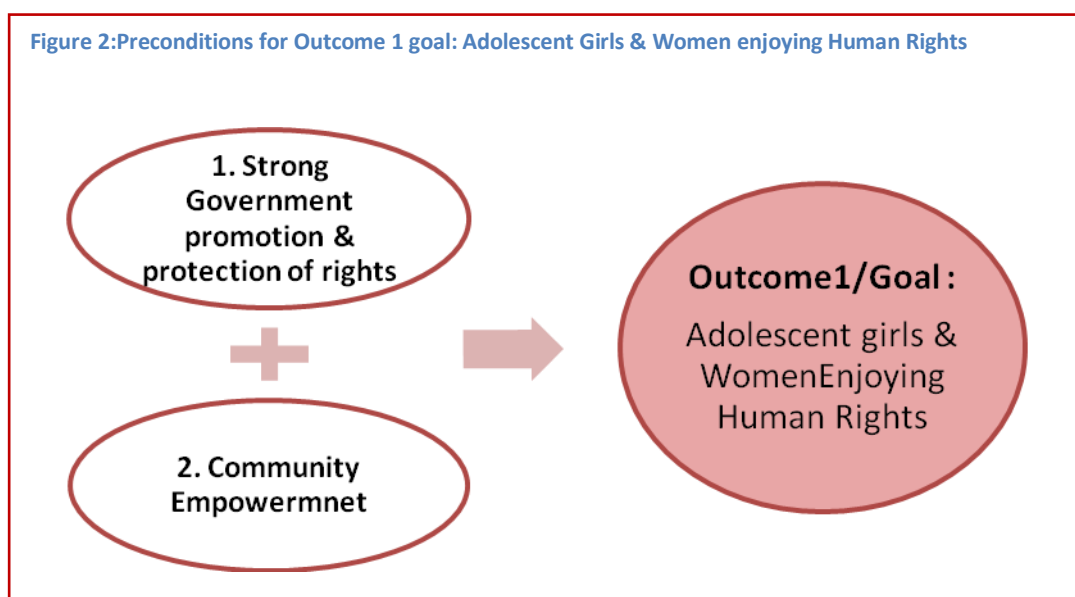 Figure 2:Preconditions for Outcome 1 goal: Adolescent Girls & Women enjoying Human Rights
1. Strong
Government
promotion &
protection of rights
2. Community
Empowermnet
Outcome1/Goal :
Adolescent girls &
WomenEnjoying
Human Rights